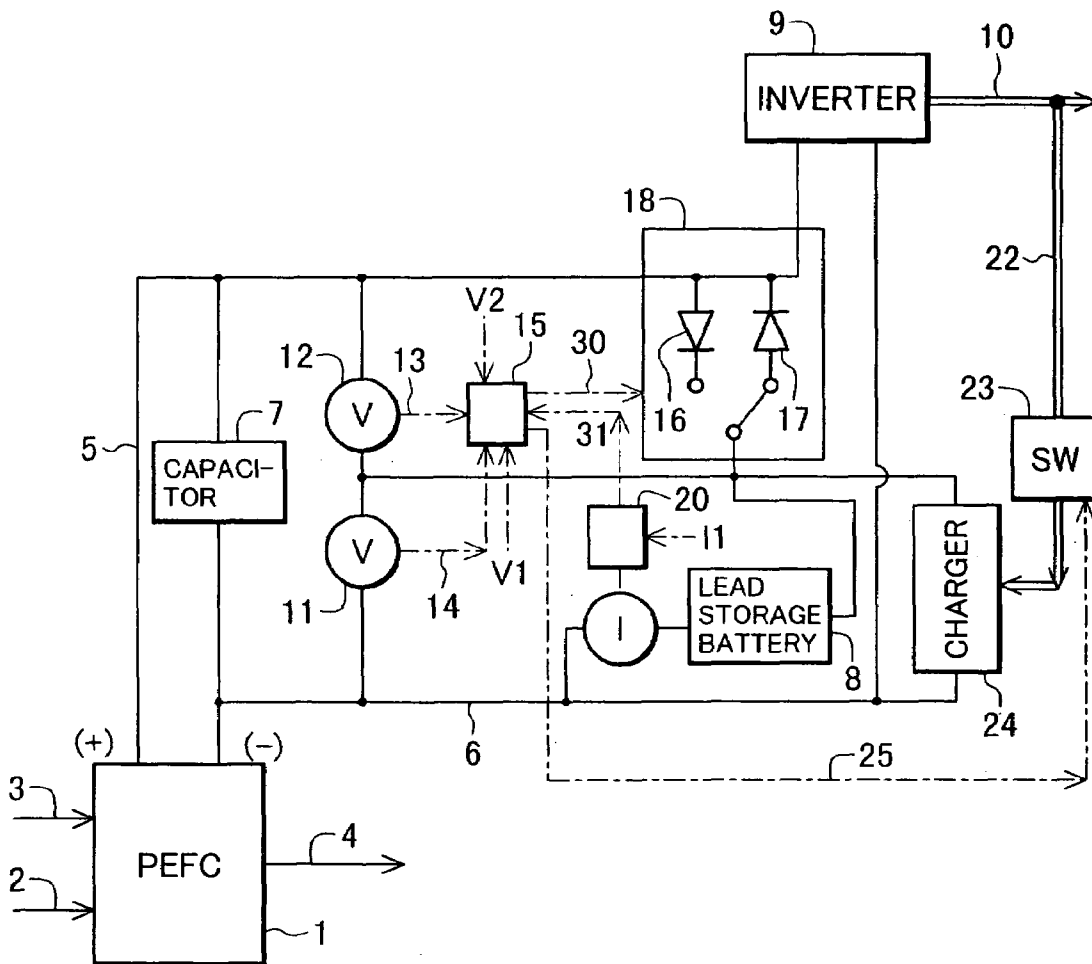 9
10
INVERTER
18
22
V2
15
30
12
13
16
17
23
31
SW
7
5
CAPACI-
TOR
V
20
I1
V
V1
11
14
I
LEAD
STORAGE
BATTERY
8
CHARGER
24
6
(+)
(-)
25
3
4
PEFC
2
1